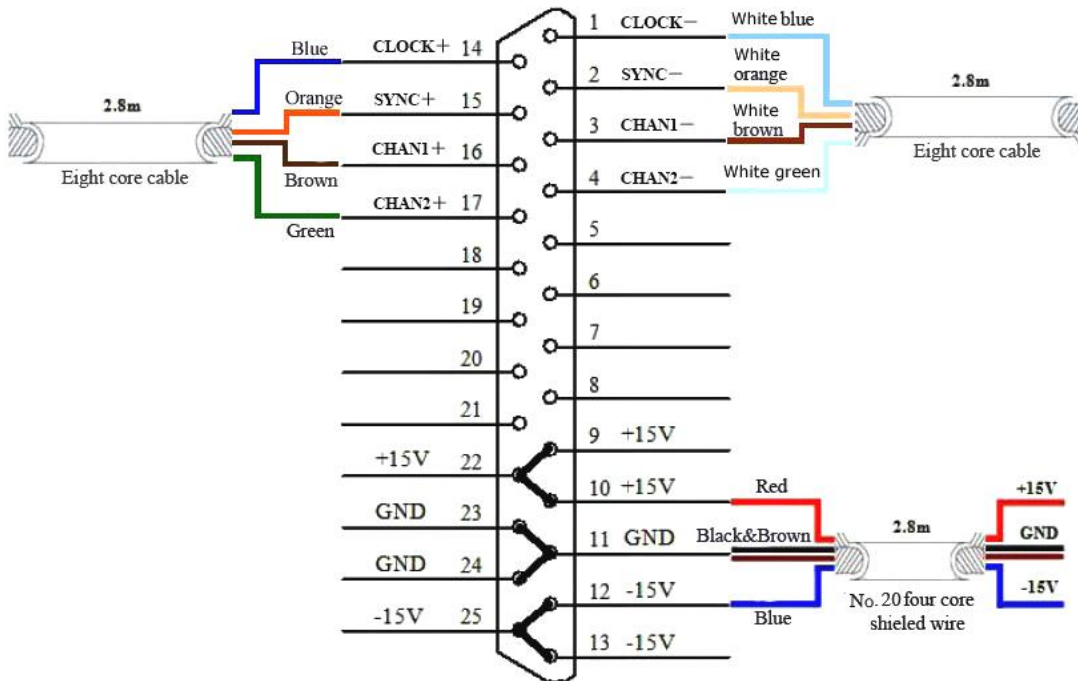 1 CLOCK− White blue
Blue CLOCK+ 14
2 SYNC− White
orange
2.8m
Orange SYNC+ 15
2.8m
3 CHAN1− White
brown
Eight core cable
CHAN1+ 16
Eight core cable
Brown
4 CHAN2− White green
CHAN2+ 17
Green
5
18
6
19
7
20
8
21
9 +15V
+15V 22
10 +15V Red +15V
GND 23
11 GND Black&Brown 2.8m GND
GND 24
12 -15V Blue -15V
No. 20 four core
shielded wire
-15V 25
13 -15V